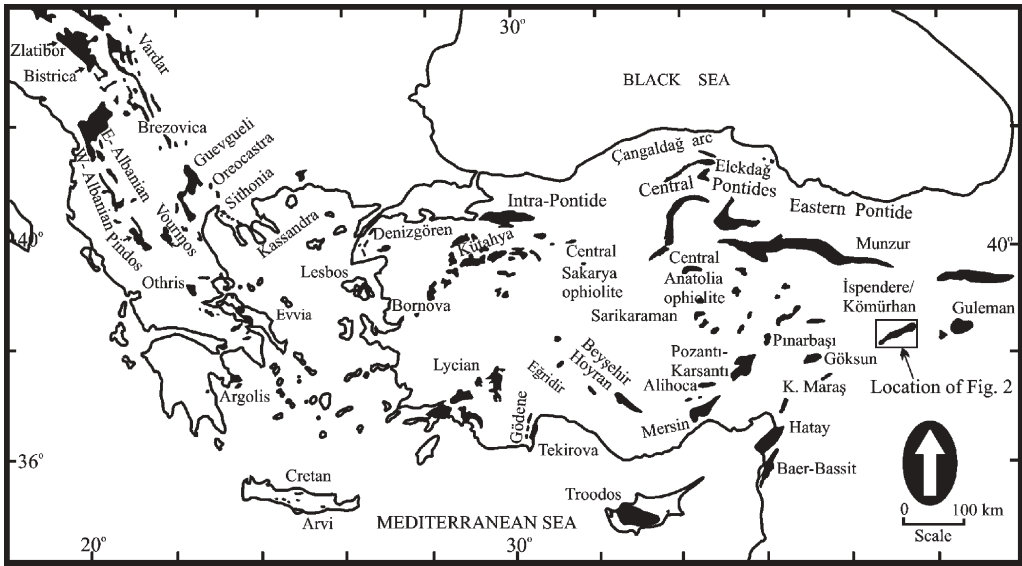 30°
Zlatibor
Bistrica
Vardar
BLACK SEA
Brezovica
E- Albanian
W- Albanian
Pindos
Vourinos
Guevgueli
Oreocastra
Sithonia
Kassandra
Çangaldağ arc
Elekdağ
Central
Pontides
Eastern Pontide
Intra-Pontide
40°
Denizgören
Kütahya
Munzur
40°
Central
Sakarya
ophiolite
Central
Anatolia
ophiolite
Sarikaraman
Othris
Lesbos
Bornova
Evvia
İspendere/
Kömürhan
Guleman
Pınarbaşı
Göksun
Location of Fig. 2
Pozantı-
Karsantı
Alihoca
K. Maraş
Lycian
Eğridir
Beyşehir
Hoyran
Argolis
Gödene
Tekirova
Mersin
Hatay
Baer-Bassit
36°
Cretan
Arvi
MEDITERRANEAN SEA
Troodos
0 100 km
Scale
20°
30°